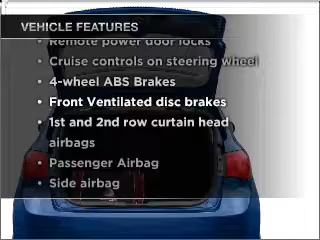 VEHICLE FEATURES
• Remote power door locks
• Cruise controls on steering wheel
• 4-wheel ABS Brakes
• Front Ventilated disc brakes
• 1st and 2nd row curtain head
airbags
• Passenger Airbag
• Side airbag